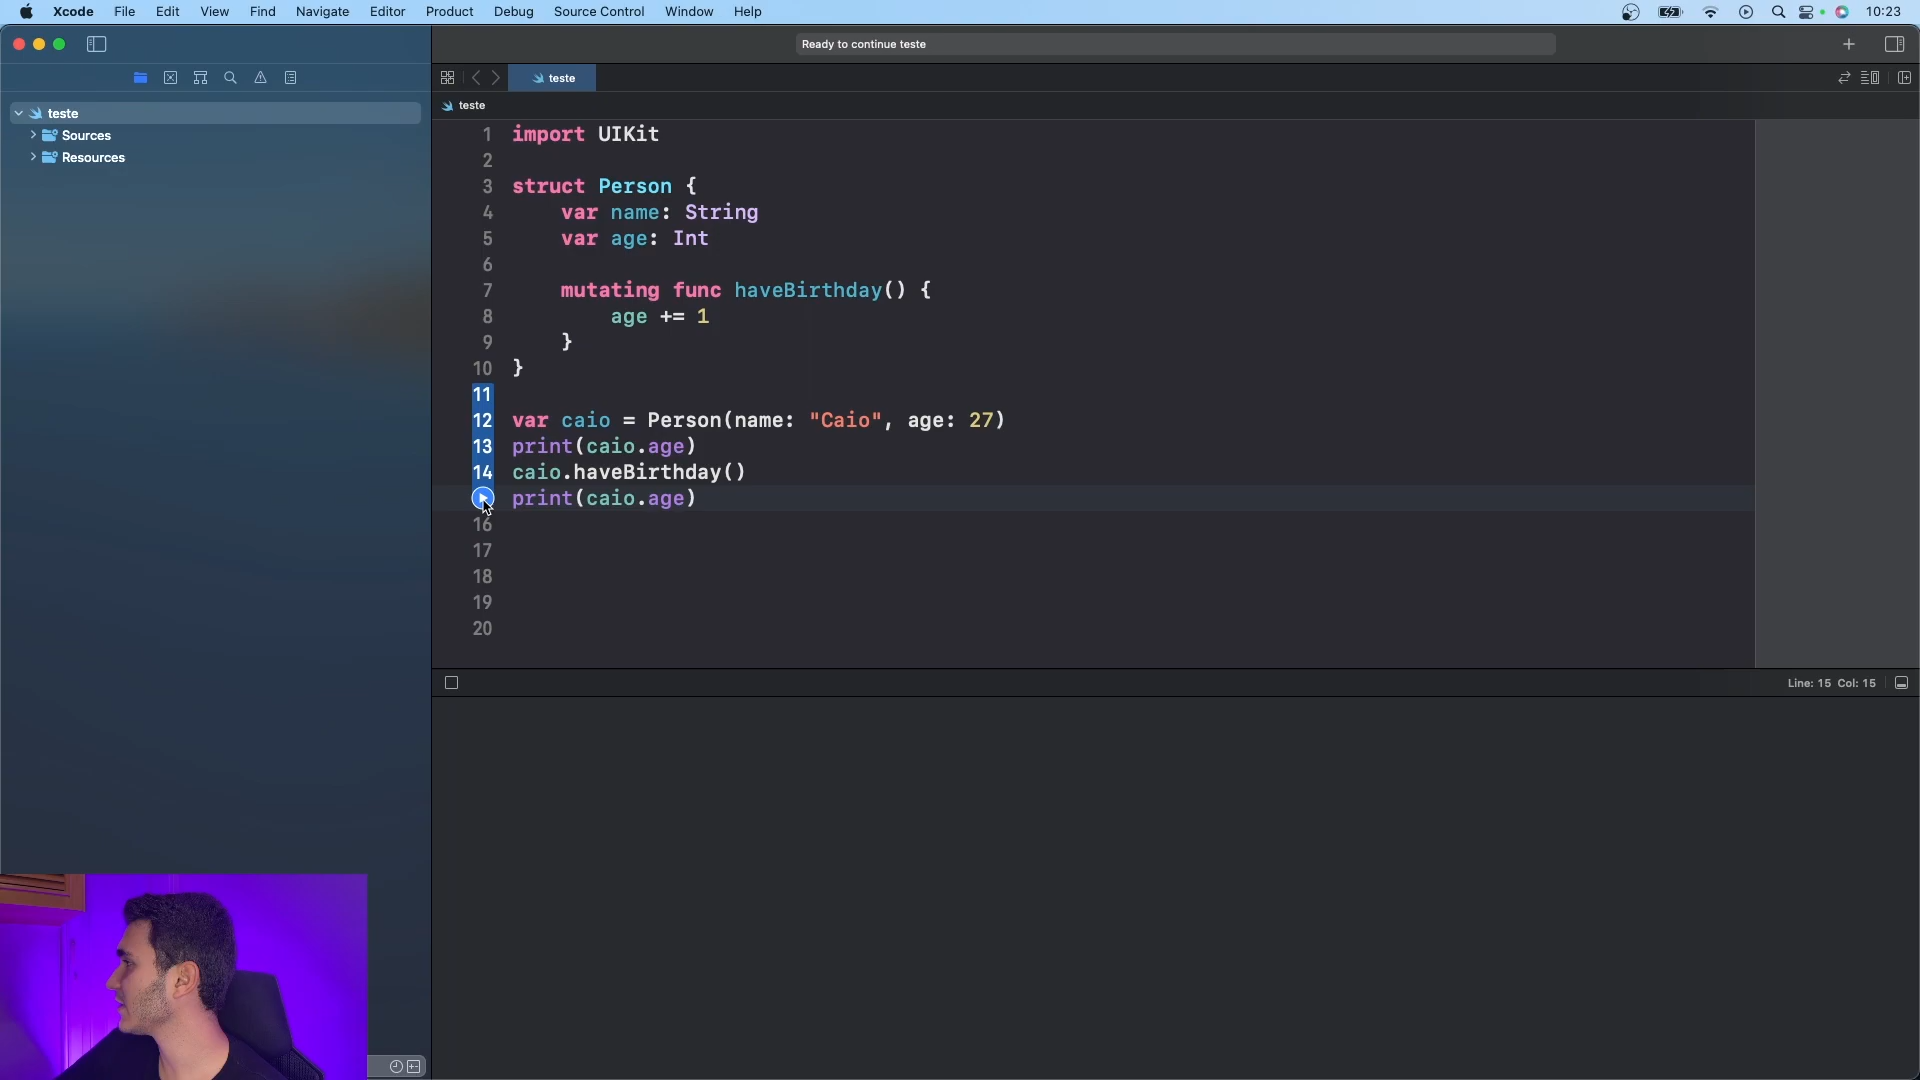 Xcode File Edit View Find Navigate Editor Product Debug Source Control Window Help 10:23
Ready to continue teste
teste
teste
teste
Sources
Resources
1 import UIKit
2
3 struct Person {
4 var name: String
5 var age: Int
6
7 mutating func haveBirthday() {
8 age += 1
9 }
10 }
11
12 var caio = Person(name: "Caio", age: 27)
13 print(caio.age)
14 caio.haveBirthday()
print(caio.age)
16
17
18
19
20
Line: 15 Col: 15